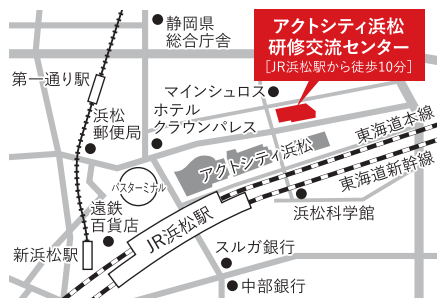 静岡県
総合庁舎
アクトシティ浜松
研修交流センター
[JR浜松駅から徒歩10分]
第一通り駅
マインシュロス
浜松
郵便局
ホテル
クラウンパレス
東海道本線
アクトシティ浜松
東海道新幹線
バスターミナル
遠鉄
百貨店
JR浜松駅
浜松科学館
新浜松駅
スルガ銀行
中部銀行